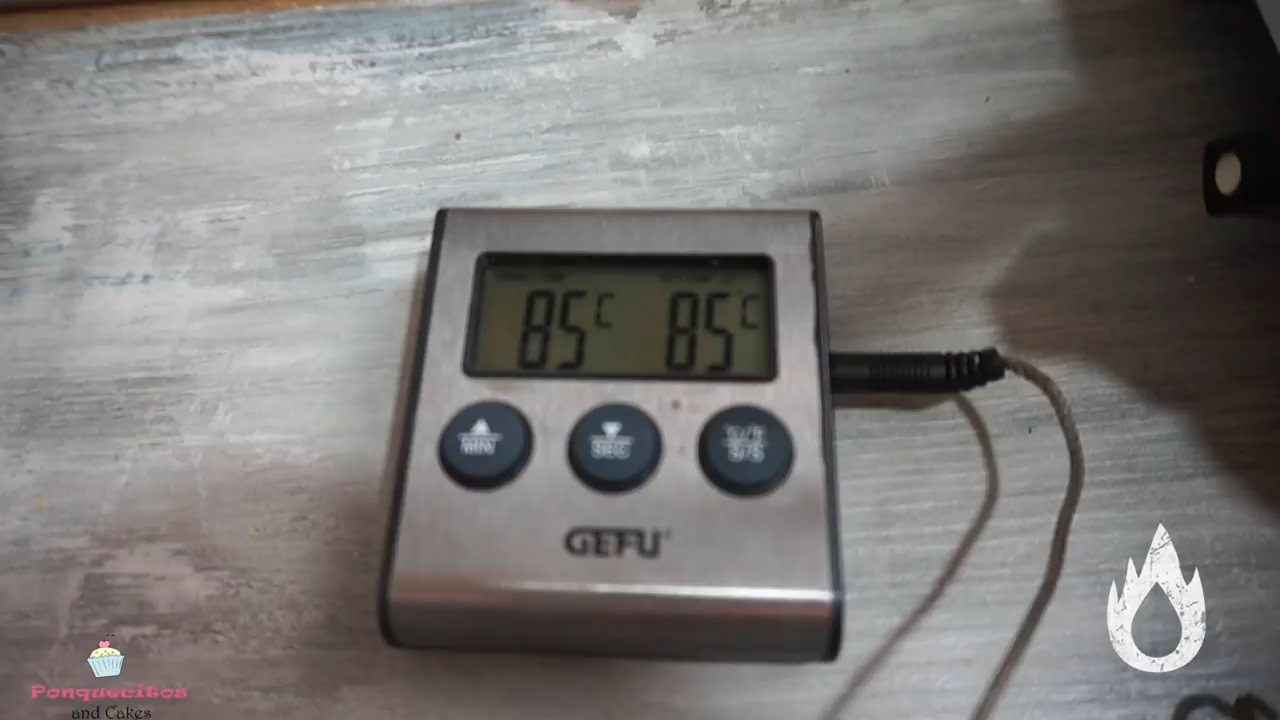 85°C 85°C
MIN SEC S/S
GEFU®
Ponquecitos
and Cakes